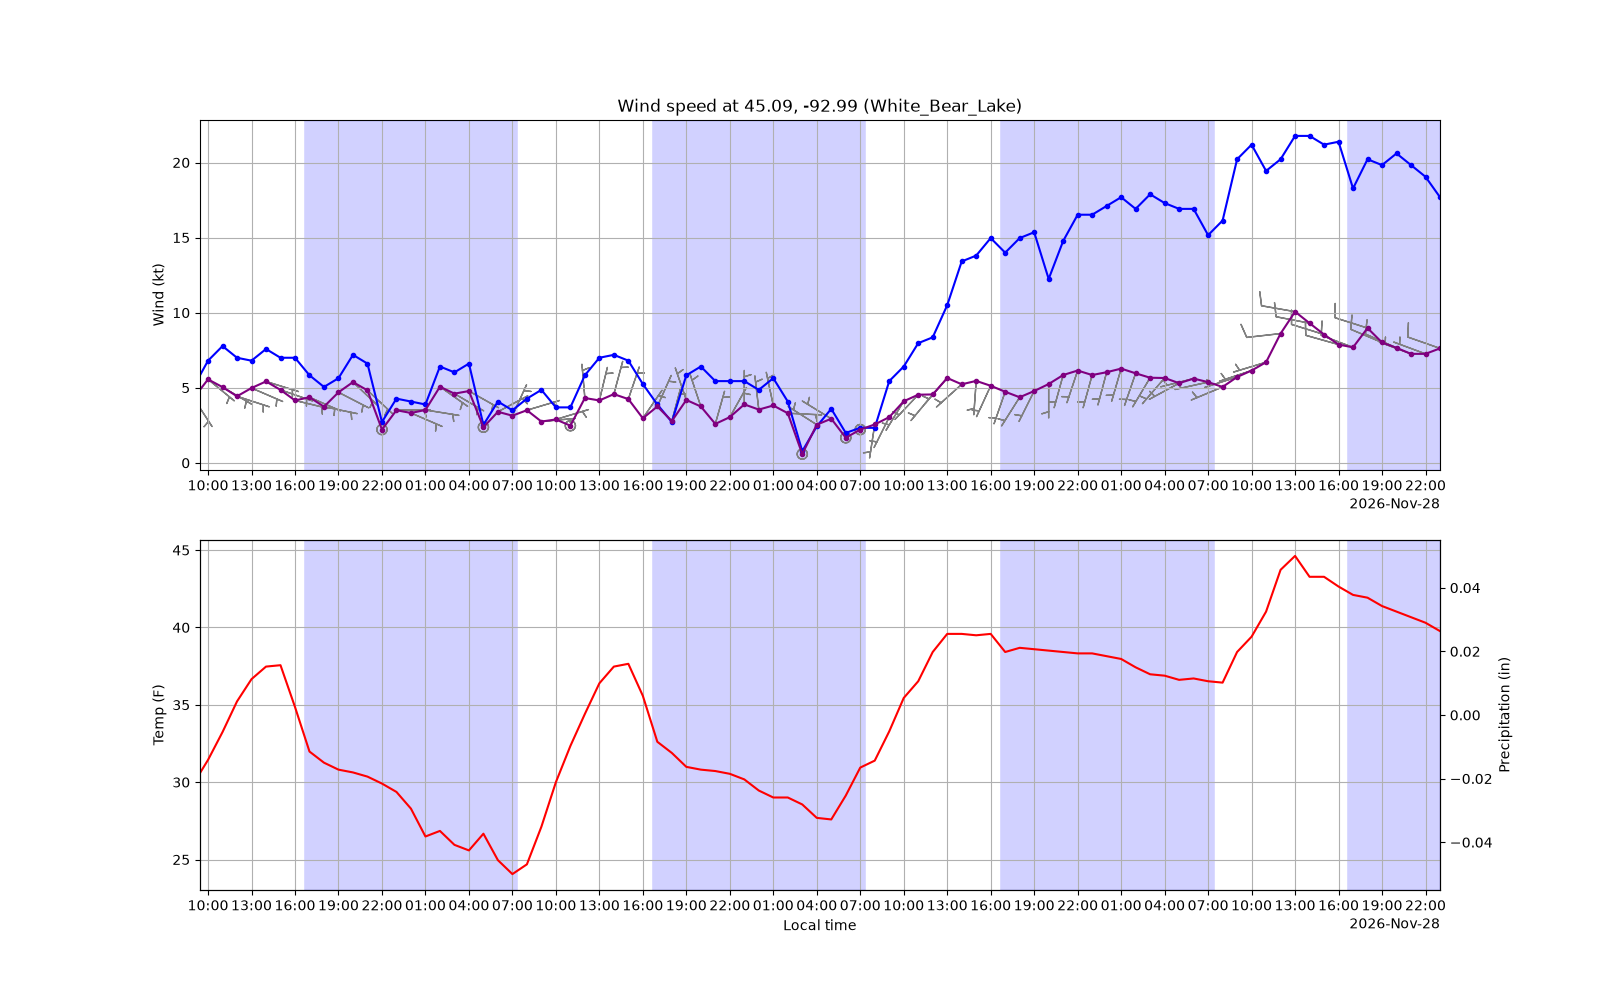 Wind speed at 45.09, -92.99 (White_Bear_Lake)
Wind (kt)
20
15
10
5
0
10:00 13:00 16:00 19:00 22:00 01:00 04:00 07:00 10:00 13:00 16:00 19:00 22:00 01:00 04:00 07:00 10:00 13:00 16:00 19:00 22:00 01:00 04:00 07:00 10:00 13:00 16:00 19:00 22:00
2026-Nov-28
Temp (F)
45
40
35
30
25
0.04
0.02
0.00
−0.02
−0.04
Precipitation (in)
10:00 13:00 16:00 19:00 22:00 01:00 04:00 07:00 10:00 13:00 16:00 19:00 22:00 01:00 04:00 07:00 10:00 13:00 16:00 19:00 22:00 01:00 04:00 07:00 10:00 13:00 16:00 19:00 22:00
Local time
2026-Nov-28